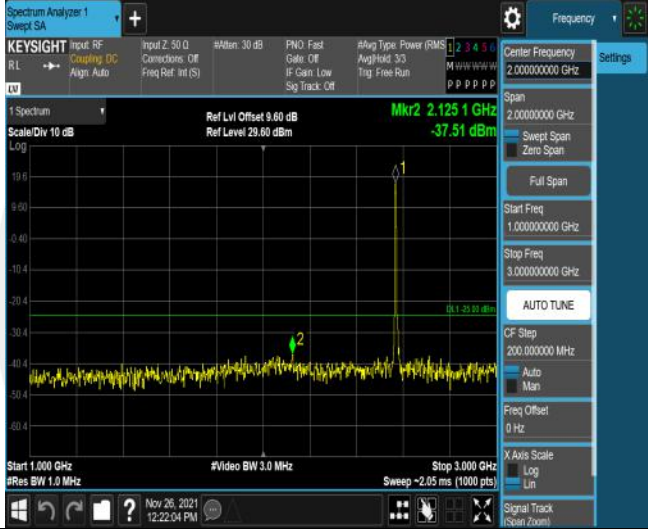 Spectrum Analyzer 1
Swept SA
+
Frequency
KEYSIGHT
RL
Input: RF
Coupling: DC
Align: Auto
Input Z: 50 Ω
Corrections: Off
Freq Ref: Int (S)
#Atten: 30 dB
PNO: Fast
Gate: Off
IF Gain: Low
Sig Track: Off
#Avg Type: Power (RMS
Avg|Hold: 3/3
Trig: Free Run
1 2 3 4 5 6
M W W W W W
P P P P P P
LV
1 Spectrum
Scale/Div 10 dB
Log
Ref Lvl Offset 9.60 dB
Ref Level 29.60 dBm
Mkr2 2.125 1 GHz
-37.51 dBm
19.6
9.60
-0.40
-10.4
-20.4
-30.4
-40.4
-50.4
-60.4
1
2
DL1 -25.00 dBm
Start 1.000 GHz
#Res BW 1.0 MHz
#Video BW 3.0 MHz
Stop 3.000 GHz
Sweep ~2.05 ms (1000 pts)
?
Nov 26, 2021
12:22:04 PM
Settings
Center Frequency
2.000000000 GHz
Span
2.00000000 GHz
Swept Span
Zero Span
Full Span
Start Freq
1.000000000 GHz
Stop Freq
3.000000000 GHz
AUTO TUNE
CF Step
200.000000 MHz
Auto
Man
Freq Offset
0 Hz
X Axis Scale
Log
Lin
Signal Track
(Span Zoom)